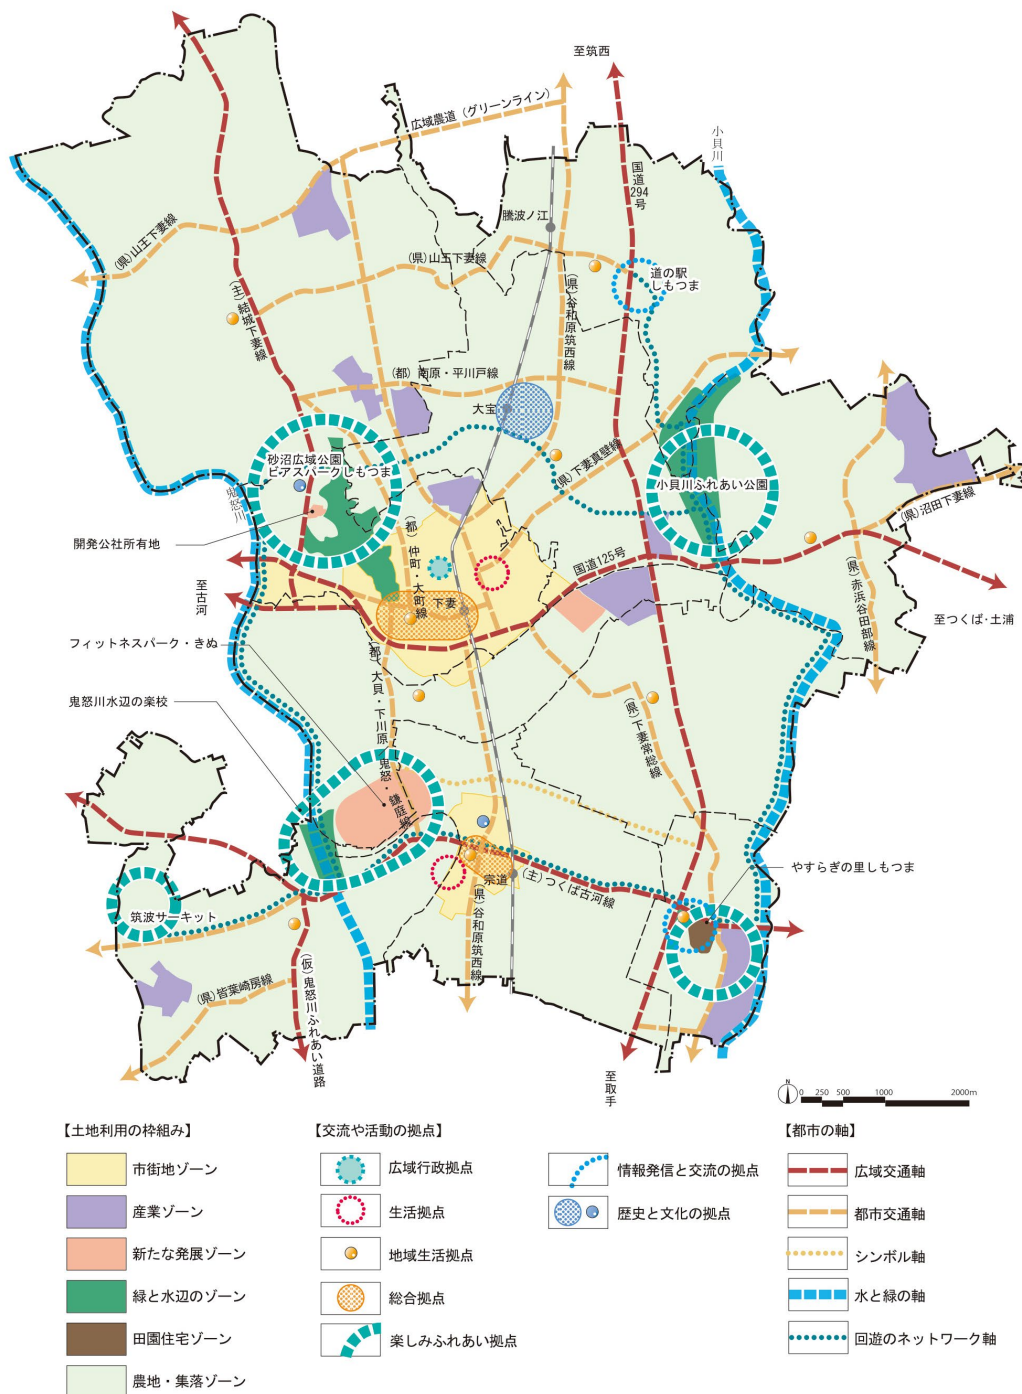 至筑西
広域農道（グリーンライン）
小貝川
国道294号
騰波ノ江
(県)山王下妻線
(県)山王下妻線
道の駅
しもつま
(主)結城下妻線
(県)谷和原筑西線
(都)南原・平川戸線
大宝
砂沼広域公園
ビアスパークしもつま
(県)下妻真壁線
小貝川ふれあい公園
鬼怒川
(県)沼田下妻線
開発公社所有地
(都)仲町・大町線
国道125号
至古河
下妻
(県)赤浜谷田部線
至つくば・土浦
フィットネスパーク・きぬ
(都)大貝・下川原・鬼怒・鎌庭線
鬼怒川水辺の楽校
(県)下妻常総線
やすらぎの里しもつま
宗道
(主)つくば古河線
筑波サーキット
(県)谷和原筑西線
(仮)鬼怒川ふれあい道路
(県)皆葉崎房線
至取手
N
0 250 500 1000 2000m
【土地利用の枠組み】
市街地ゾーン
産業ゾーン
新たな発展ゾーン
緑と水辺のゾーン
田園住宅ゾーン
農地・集落ゾーン
【交流や活動の拠点】
広域行政拠点
生活拠点
地域生活拠点
総合拠点
楽しみふれあい拠点
情報発信と交流の拠点
歴史と文化の拠点
【都市の軸】
広域交通軸
都市交通軸
シンボル軸
水と緑の軸
回遊のネットワーク軸